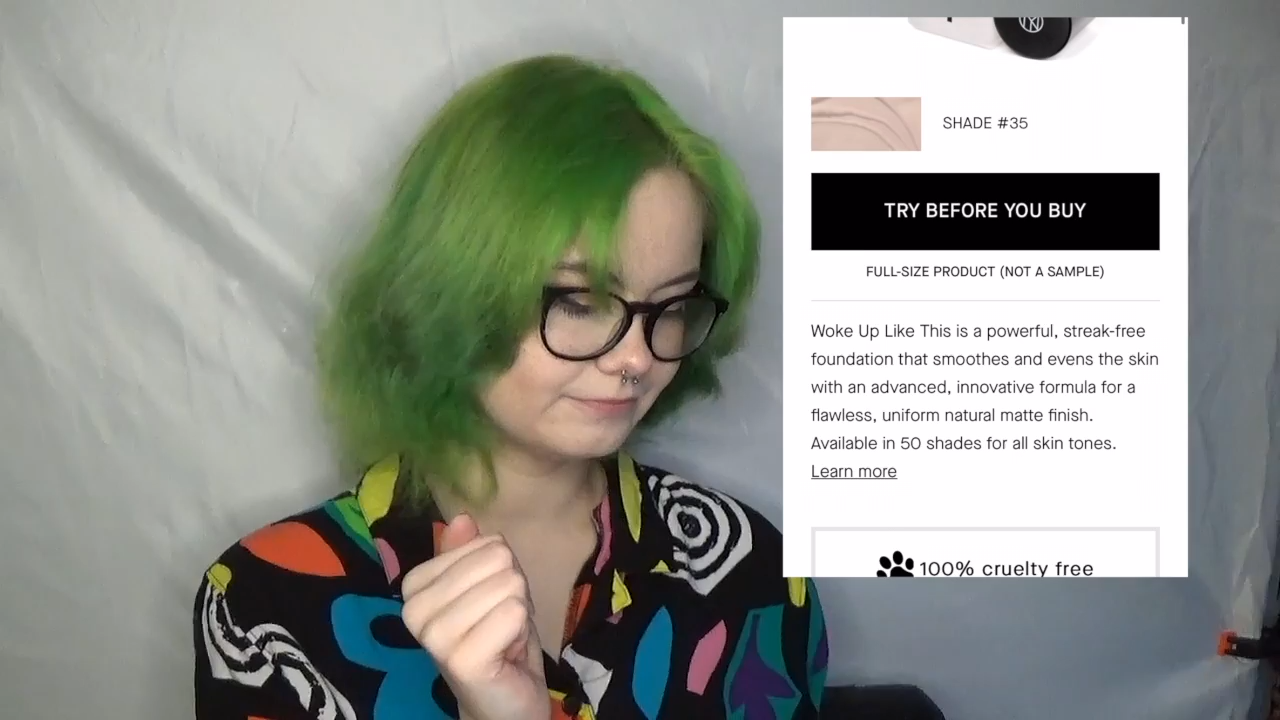 SHADE #35
TRY BEFORE YOU BUY
FULL-SIZE PRODUCT (NOT A SAMPLE)
Woke Up Like This is a powerful, streak-free
foundation that smoothes and evens the skin
with an advanced, innovative formula for a
flawless, uniform natural matte finish.
Available in 50 shades for all skin tones.
Learn more
100% cruelty free